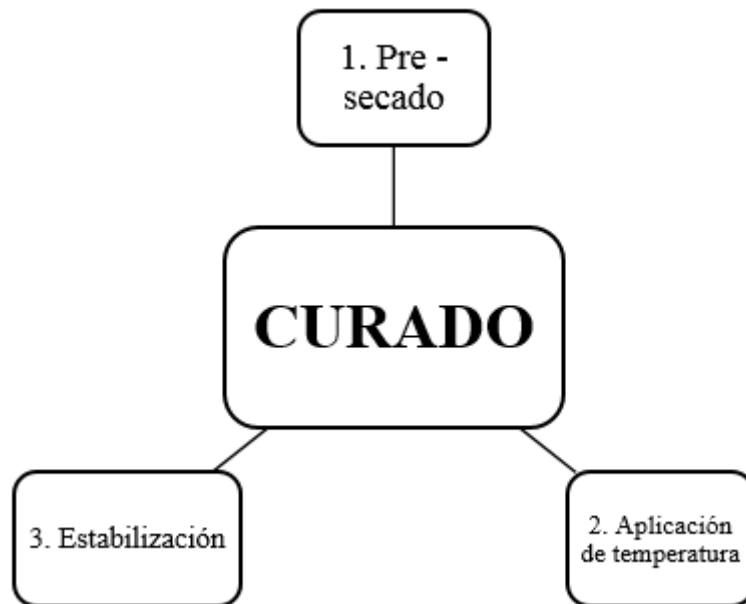 1. Pre -
secado
CURADO
3. Estabilización
2. Aplicación
de temperatura